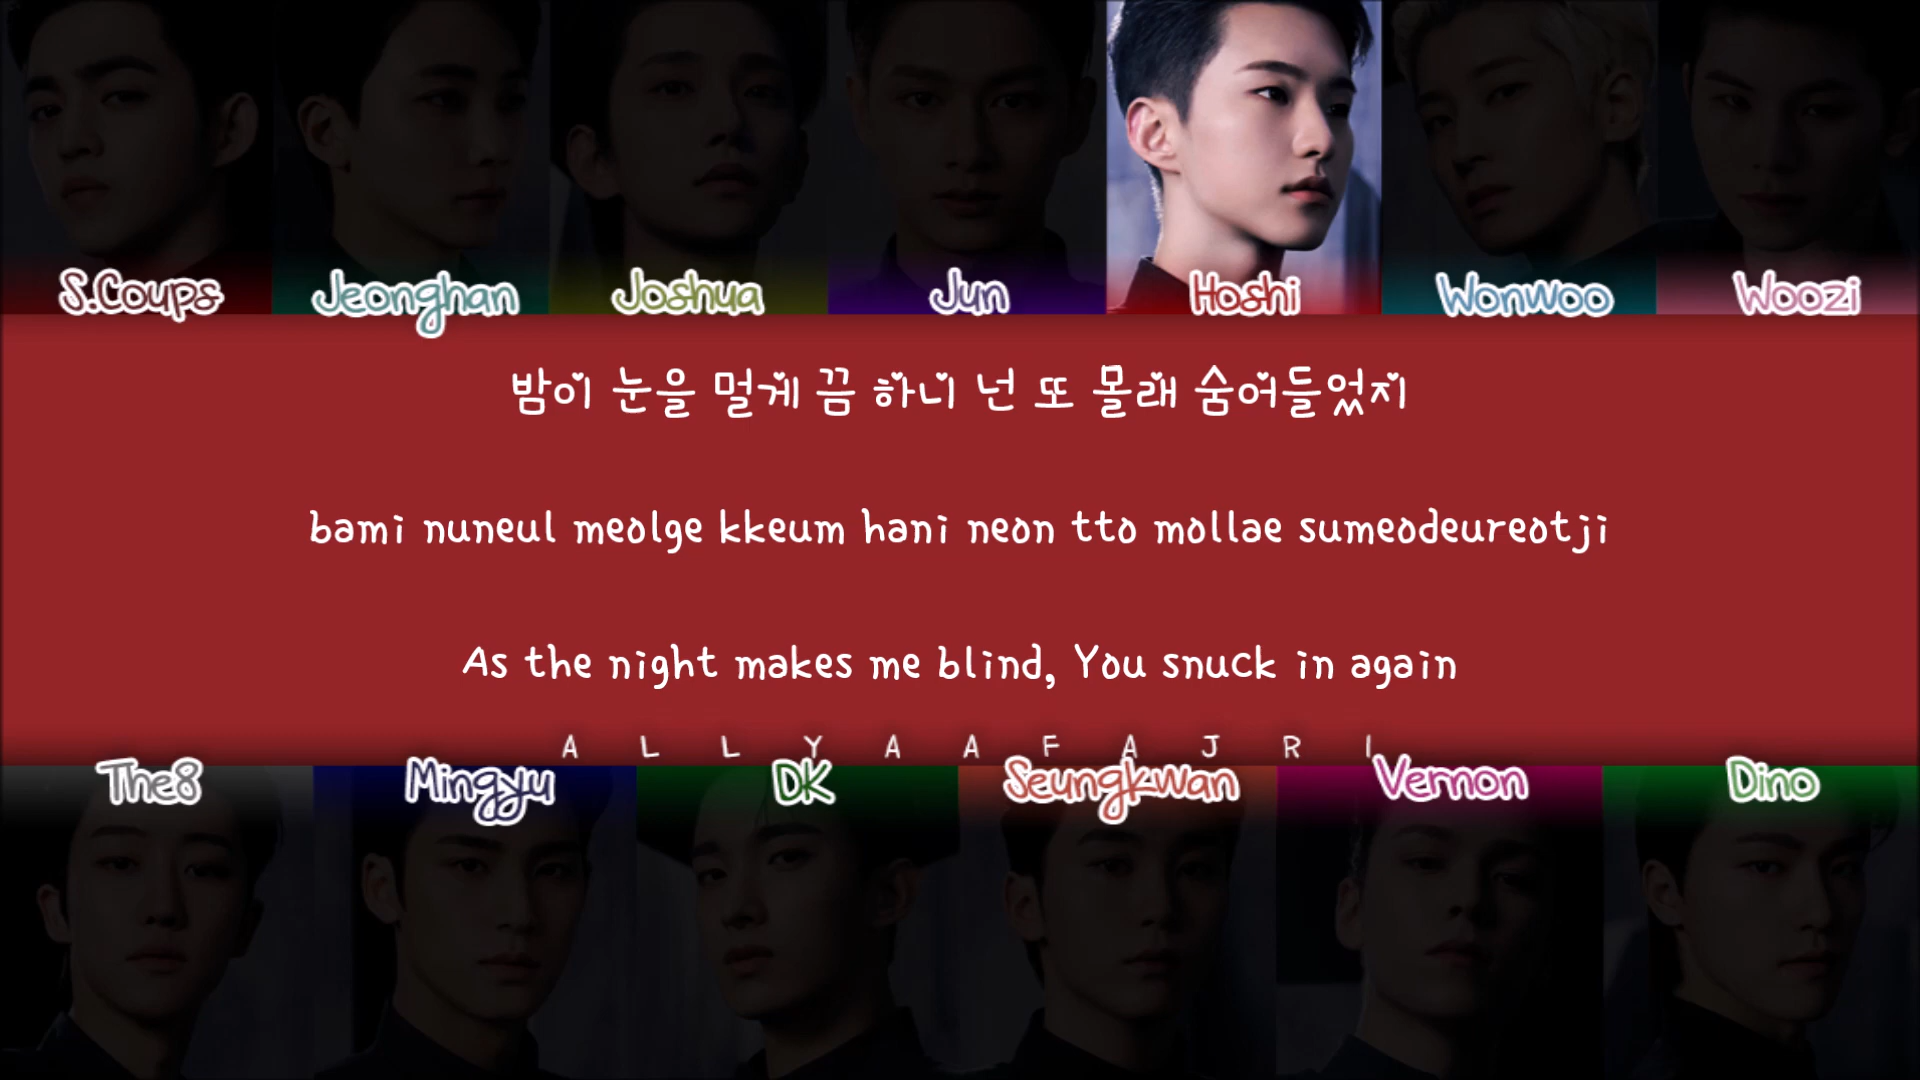 S.Coups Jeonghan Joshua Jun Hoshi Wonwoo Woozi
밤이 눈을 멀게 끔 하니 넌 또 몰래 숨어들었지
bami nuneul meolge kkeum hani neon tto mollae sumeodeureotji
As the night makes me blind, You snuck in again
A L L Y A A F A J R I
The8 Mingyu DK Seungkwan Vernon Dino